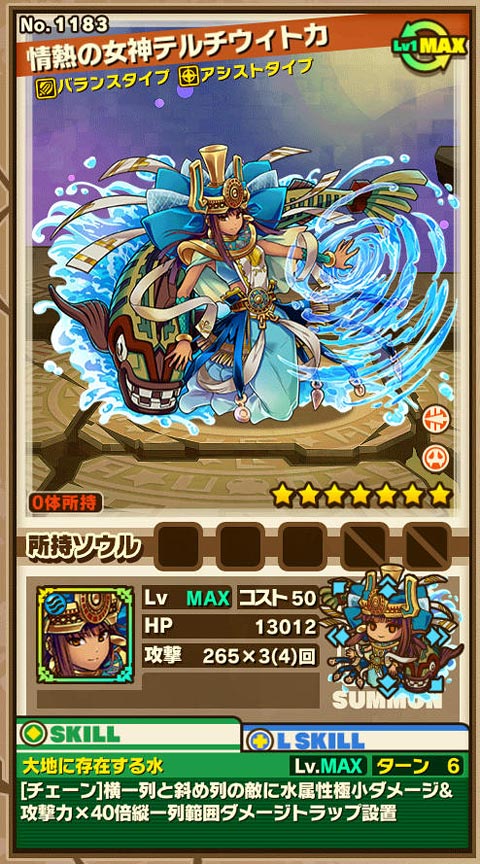 No.1183
情熱の女神テルチウィトカ
Lv1 MAX
バランスタイプ アシストタイプ
0体所持
所持ソウル
Lv MAX コスト 50
HP 13012
攻撃 265×3(4)回
SUMMON
SKILL
L SKILL
大地に存在する水 Lv.MAX ターン 6
[チェーン]横一列と斜め列の敵に水属性極小ダメージ&
攻撃力×40倍縦一列範囲ダメージトラップ設置